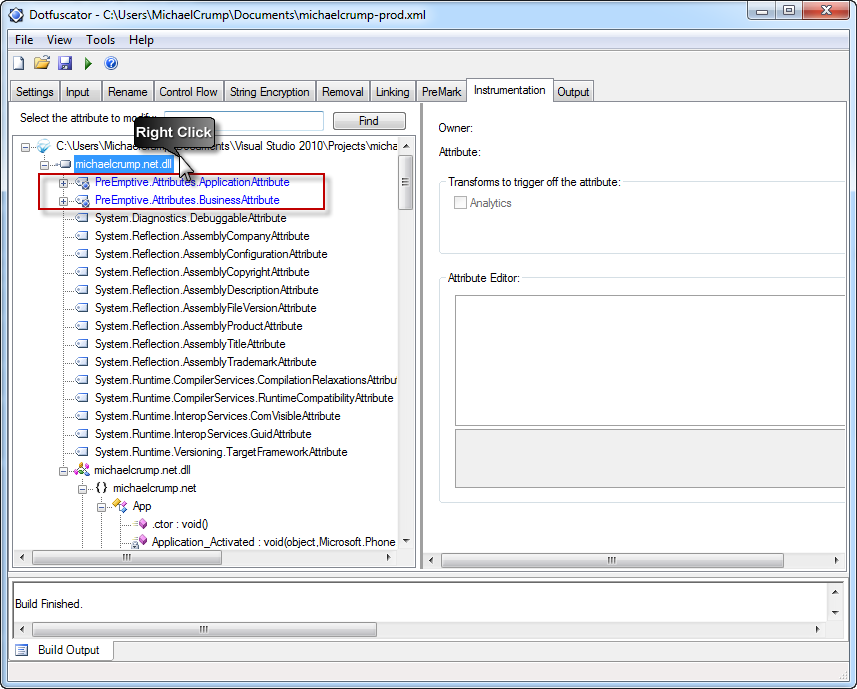 Dotfuscator - C:\Users\MichaelCrump\Documents\michaelcrump-prod.xml
File View Tools Help
Settings Input Rename Control Flow String Encryption Removal Linking PreMark Instrumentation Output
Select the attribute to modify:
Find
Right Click
C:\Users\MichaelCrump\Documents\Visual Studio 2010\Projects\micha
michaelcrump.net.dll
PreEmptive.Attributes.ApplicationAttribute
PreEmptive.Attributes.BusinessAttribute
System.Diagnostics.DebuggableAttribute
System.Reflection.AssemblyCompanyAttribute
System.Reflection.AssemblyConfigurationAttribute
System.Reflection.AssemblyCopyrightAttribute
System.Reflection.AssemblyDescriptionAttribute
System.Reflection.AssemblyFileVersionAttribute
System.Reflection.AssemblyProductAttribute
System.Reflection.AssemblyTitleAttribute
System.Reflection.AssemblyTrademarkAttribute
System.Runtime.CompilerServices.CompilationRelaxationsAttribu
System.Runtime.CompilerServices.RuntimeCompatibilityAttribute
System.Runtime.InteropServices.ComVisibleAttribute
System.Runtime.InteropServices.GuidAttribute
System.Runtime.Versioning.TargetFrameworkAttribute
michaelcrump.net.dll
{} michaelcrump.net
App
.ctor : void()
Application_Activated : void(object,Microsoft.Phone
Owner:
Attribute:
Transforms to trigger off the attribute:
Analytics
Attribute Editor:
Build Finished.
Build Output